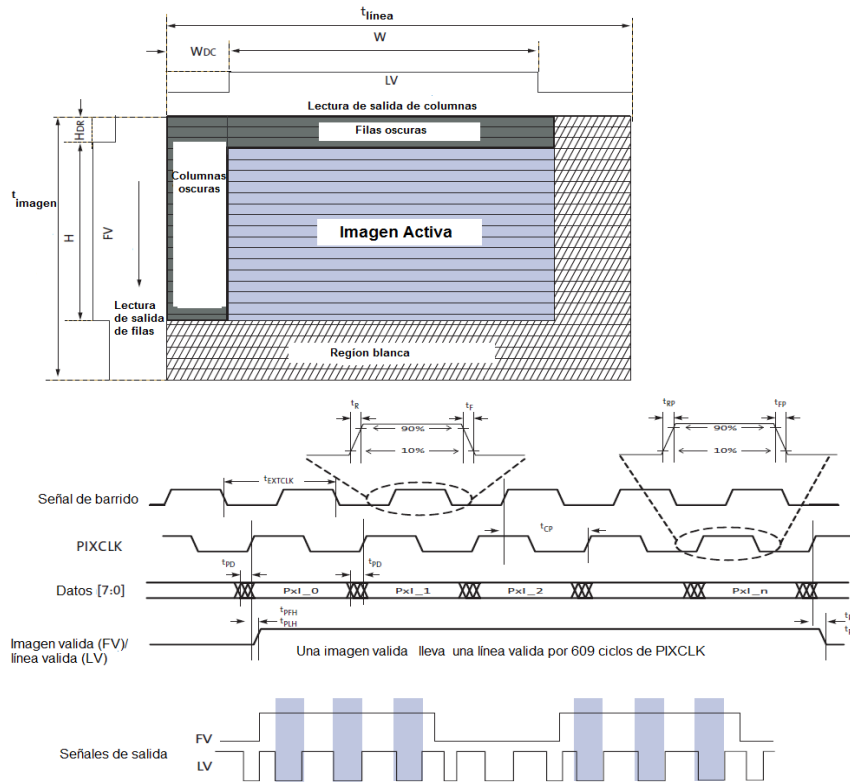 t línea
W
WDC
LV
Lectura de salida de columnas
HDR
Filas oscuras
Columnas
oscuras
t imagen
H
FV
Imagen Activa
Lectura
de salida
de filas
Region blanca
tR
tF
tRP
tFP
90%
90%
10%
10%
tEXTCLK
Señal de barrido
tCP
PIXCLK
tPD
tPD
Datos [7:0]
Pxl_0
Pxl_1
Pxl_2
Pxl_n
tPFH
tPLH
Imagen valida (FV)/
línea valida (LV)
Una imagen valida lleva una línea valida por 609 ciclos de PIXCLK
FV
Señales de salida
LV